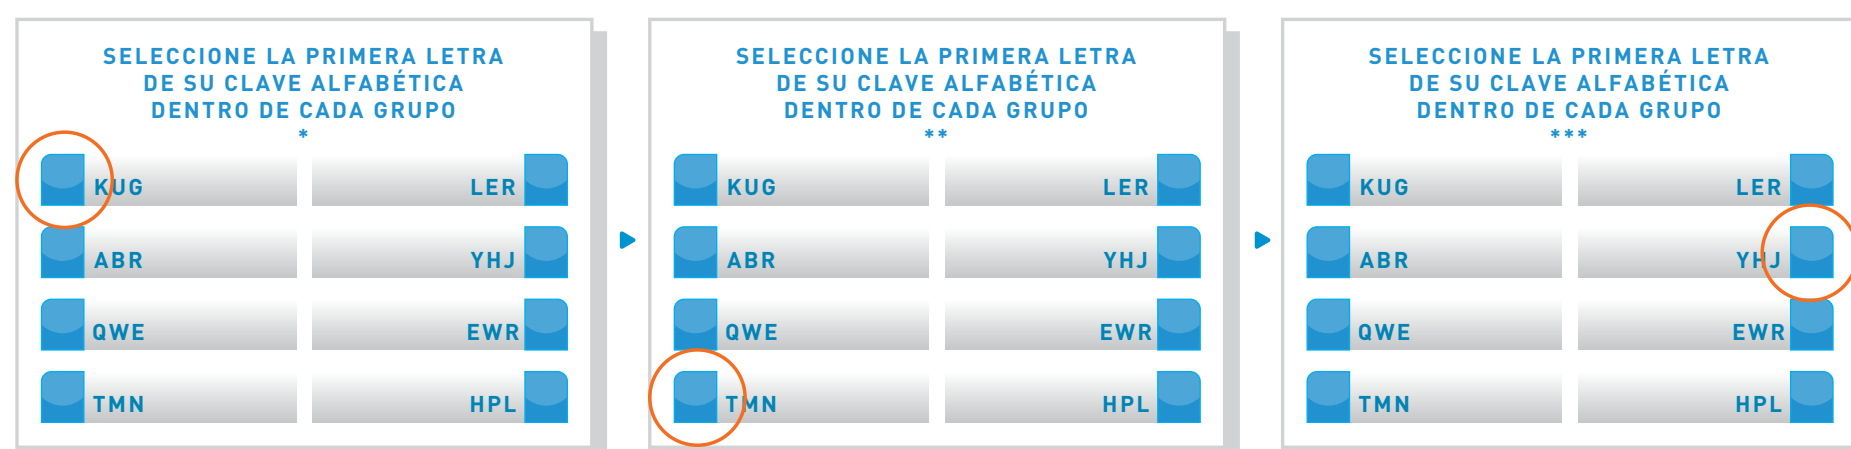 SELECCIONE LA PRIMERA LETRA
DE SU CLAVE ALFABÉTICA
DENTRO DE CADA GRUPO
*
KUG LER
ABR YHJ
QWE EWR
TMN HPL
SELECCIONE LA PRIMERA LETRA
DE SU CLAVE ALFABÉTICA
DENTRO DE CADA GRUPO
**
KUG LER
ABR YHJ
QWE EWR
TMN HPL
SELECCIONE LA PRIMERA LETRA
DE SU CLAVE ALFABÉTICA
DENTRO DE CADA GRUPO
***
KUG LER
ABR YHJ
QWE EWR
TMN HPL